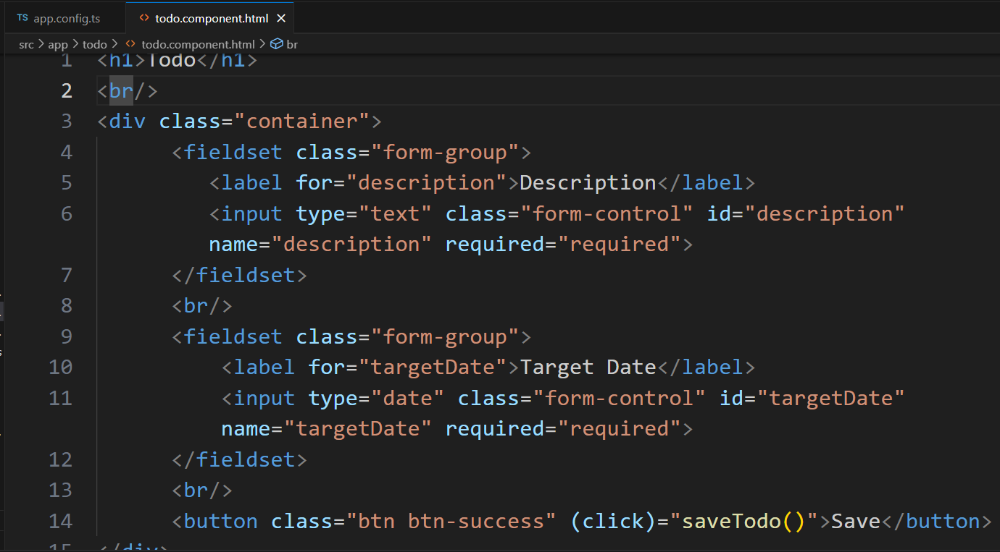 TS app.config.ts
<> todo.component.html ×
src > app > todo > <> todo.component.html > br
1 <h1>Todo</h1>
2 <br/>
3 <div class="container">
4 <fieldset class="form-group">
5 <label for="description">Description</label>
6 <input type="text" class="form-control" id="description"
name="description" required="required">
7 </fieldset>
8 <br/>
9 <fieldset class="form-group">
10 <label for="targetDate">Target Date</label>
11 <input type="date" class="form-control" id="targetDate"
name="targetDate" required="required">
12 </fieldset>
13 <br/>
14 <button class="btn btn-success" (click)="saveTodo()">Save</button>
15 </div>